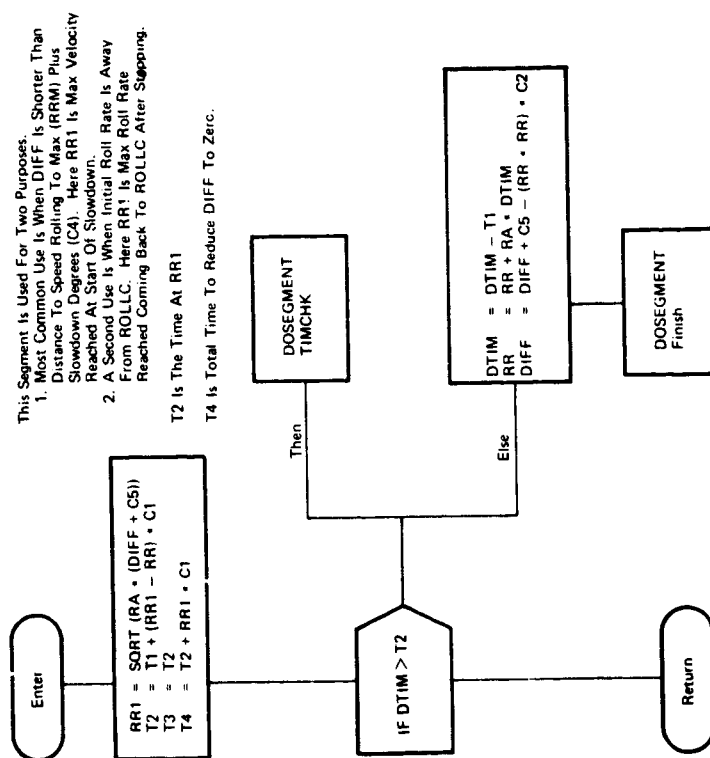 This Segment Is Used For Two Purposes.
1. Most Common Use Is When DIFF Is Shorter Than
Distance To Speed Rolling To Max (RRM) Plus
Slowdown Degrees (C4). Here RR1 Is Max Velocity
Reached At Start Of Slowdown.
2. A Second Use Is When Initial Roll Rate Is Away
From ROLLC. Here RR1 Is Max Roll Rate
Reached Coming Back To ROLLC After Stopping.
T2 Is The Time At RR1
T4 Is Total Time To Reduce DIFF To Zerc.
Enter
RR1 = SQRT (RA * (DIFF + C5))
T2 = T1 + (RR1 - RR) * C1
T3 = T2
T4 = T2 + RR1 * C1
IF DTIM > T2
Then
DOSEGMENT
TIMCHK
Else
DTIM = DTIM - T1
RR = RR + RA * DTIM
DIFF = DIFF + C5 - (RR * RR) * C2
DOSEGMENT
Finish
Return